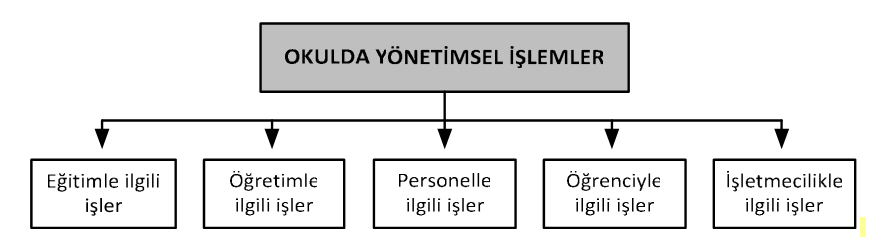 OKULDA YÖNETİMSEL İŞLEMLER
Eğitimle ilgili
işler
Öğretimle
ilgili işler
Personelle
ilgili işler
Öğrenciyle
ilgili işler
İşletmecilikle
ilgili işler